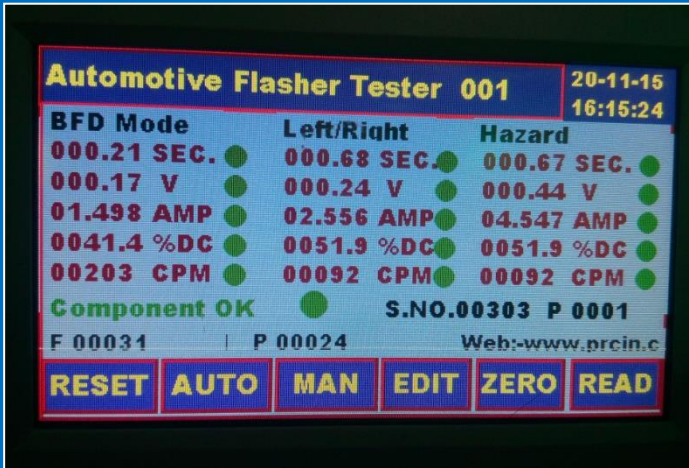 Automotive Flasher Tester 001
20-11-15
16:15:24
BFD Mode Left/Right Hazard
000.21 SEC. 000.68 SEC. 000.67 SEC.
000.17 V 000.24 V 000.44 V
01.498 AMP 02.556 AMP 04.547 AMP
0041.4 %DC 0051.9 %DC 0051.9 %DC
00203 CPM 00092 CPM 00092 CPM
Component OK S.NO.00303 P 0001
F 00031 | P 00024 Web:-www.prcin.c
RESET AUTO MAN EDIT ZERO READ